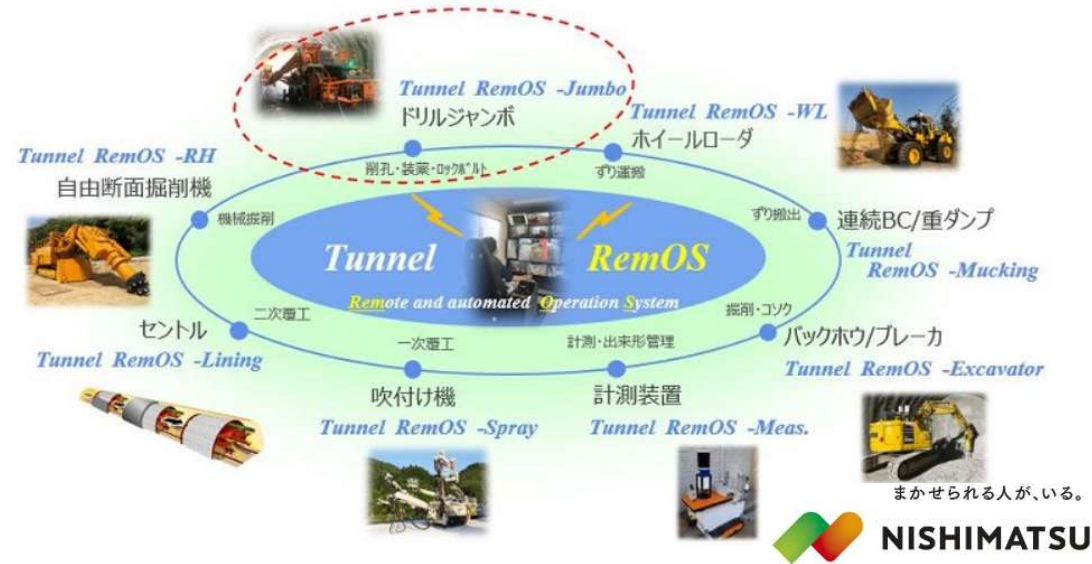 Tunnel RemOS -Jumbo
ドリルジャンボ
削孔・装薬・ロックボルト
Tunnel RemOS -WL
ホイールローダ
ずり運搬
Tunnel RemOS -RH
自由断面掘削機
機械掘削
ずり搬出
連続BC/重ダンプ
Tunnel
RemOS -Mucking
Tunnel RemOS
Remote and automated Operation System
二次覆工
セントル
Tunnel RemOS -Lining
一次覆工
吹付け機
Tunnel RemOS -Spray
計測・出来形管理
計測装置
Tunnel RemOS -Meas.
掘削・コソク
バックホウ/ブレーカ
Tunnel RemOS -Excavator
まかせられる人が、いる。
NISHIMATSU